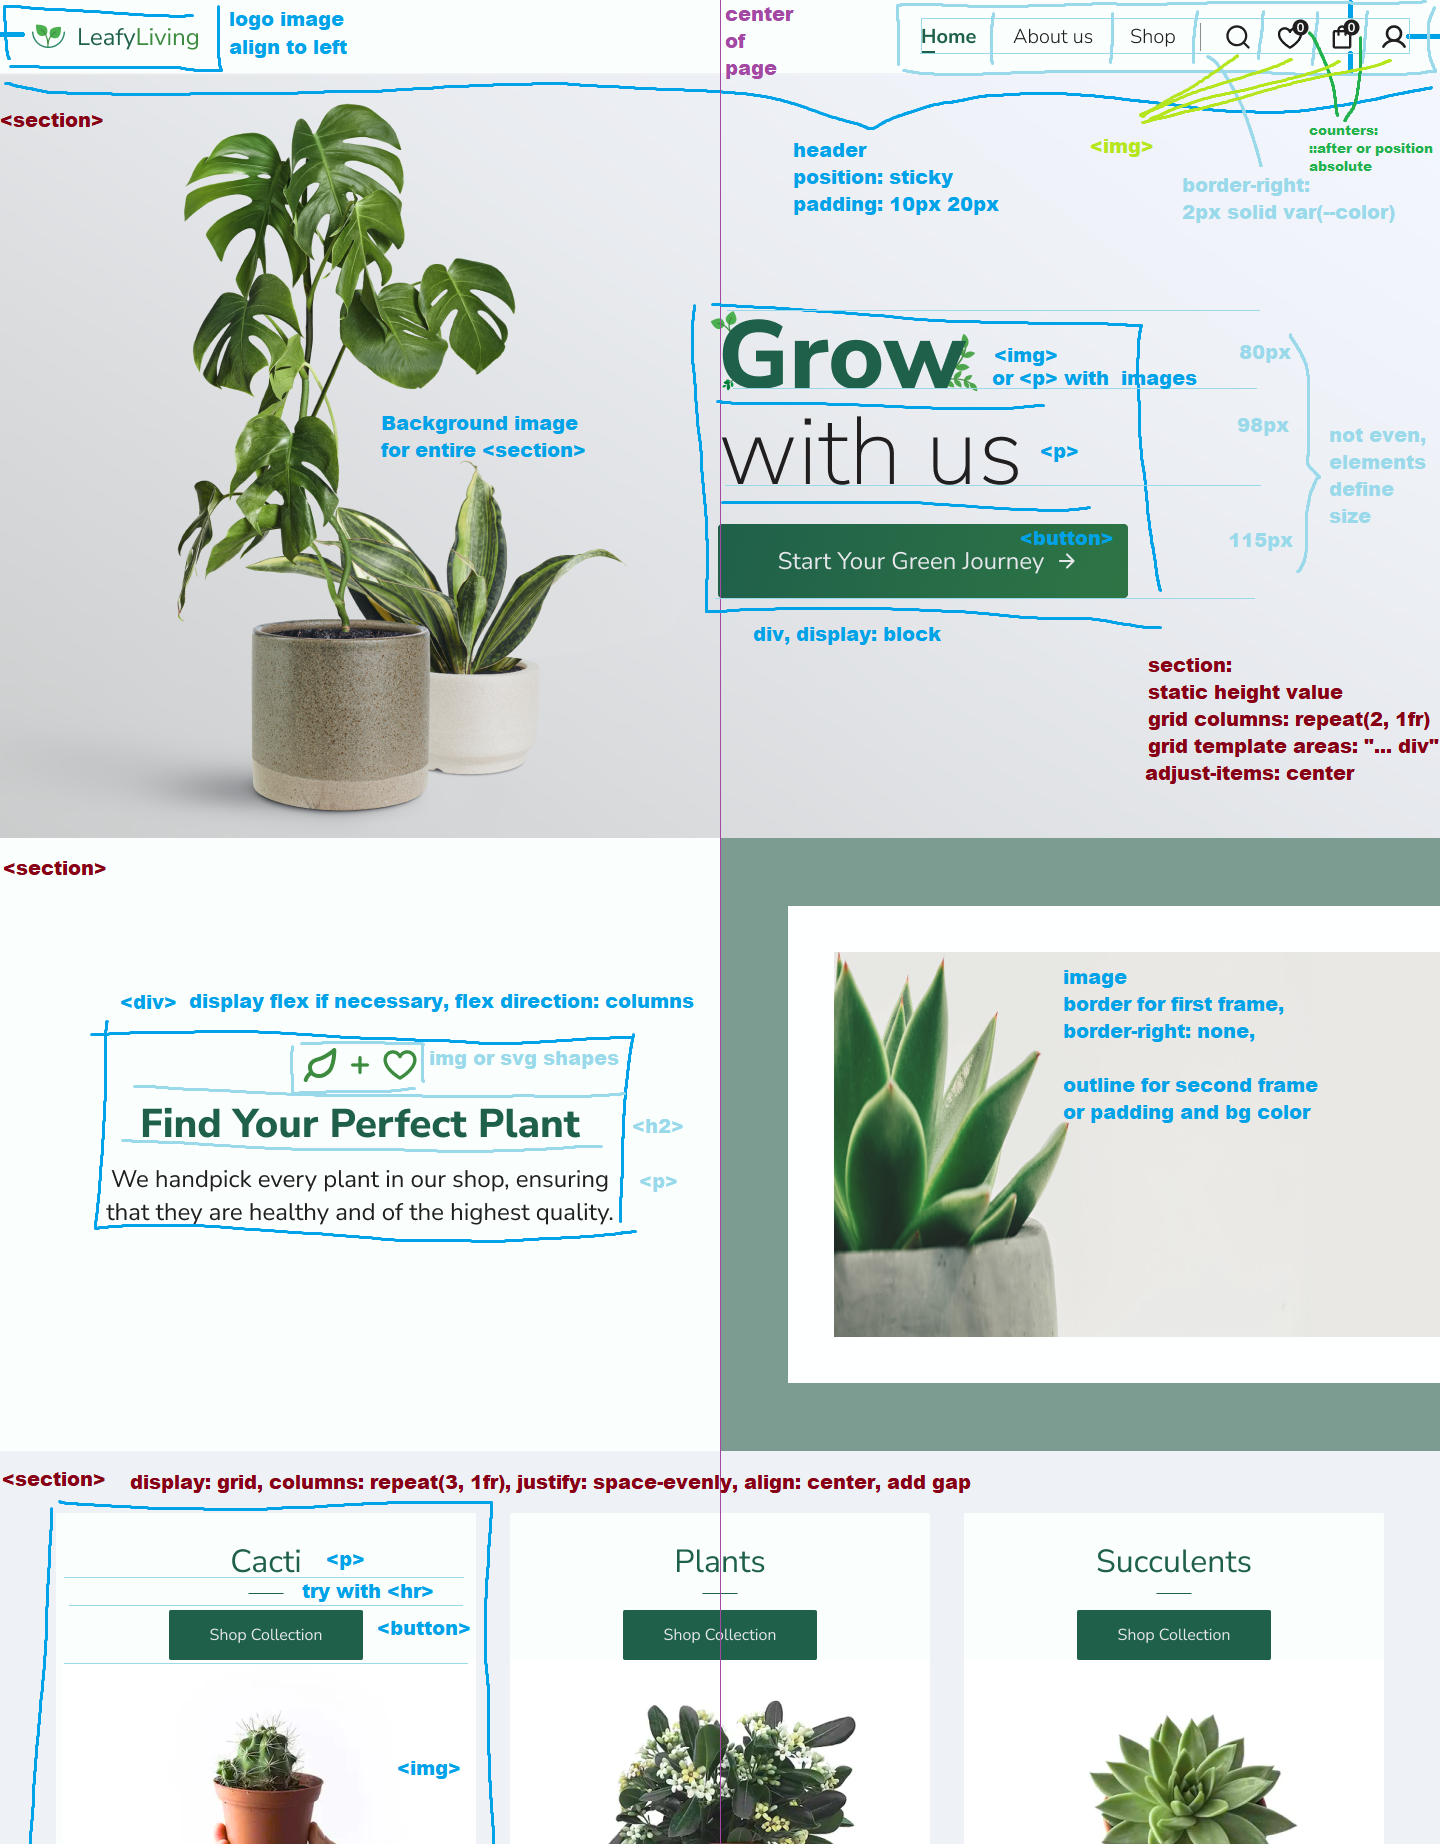 LeafyLiving
logo image
align to left
center
of
page
Home
About us
Shop
0
0
<section>
header
position: sticky
padding: 10px 20px
<img>
counters:
::after or position
absolute
border-right:
2px solid var(--color)
Grow
<img>
or <p> with images
80px
Background image
for entire <section>
with us
<p>
98px
not even,
elements
define
size
<button>
Start Your Green Journey →
115px
div, display: block
section:
static height value
grid columns: repeat(2, 1fr)
grid template areas: "... div"
adjust-items: center
<section>
<div> display flex if necessary, flex direction: columns
+
img or svg shapes
Find Your Perfect Plant
<h2>
We handpick every plant in our shop, ensuring
that they are healthy and of the highest quality.
<p>
image
border for first frame,
border-right: none,
outline for second frame
or padding and bg color
<section>
display: grid, columns: repeat(3, 1fr), justify: space-evenly, align: center, add gap
Cacti
<p>
try with <hr>
Shop Collection
<button>
<img>
Plants
Shop Collection
Succulents
Shop Collection